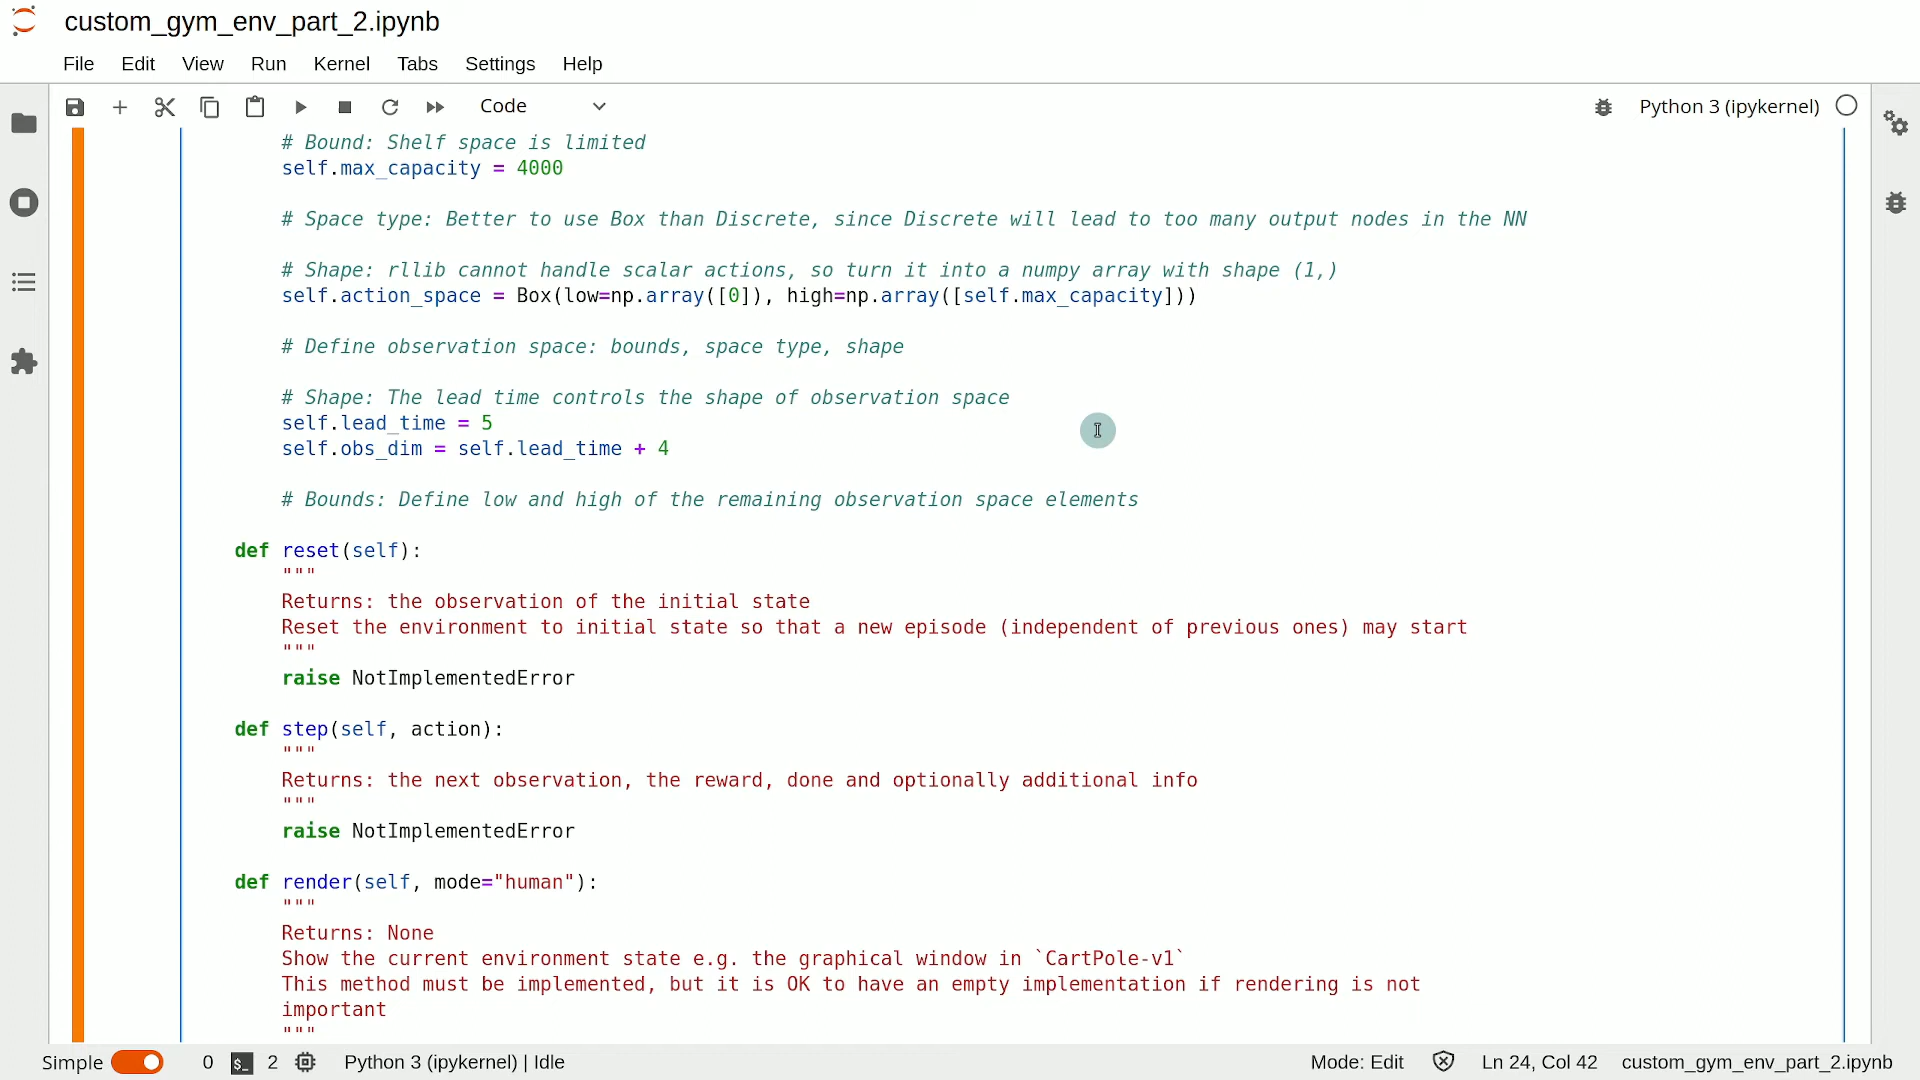 custom_gym_env_part_2.ipynb
File Edit View Run Kernel Tabs Settings Help
Code Python 3 (ipykernel)
# Bound: Shelf space is limited
self.max_capacity = 4000
# Space type: Better to use Box than Discrete, since Discrete will lead to too many output nodes in the NN
# Shape: rllib cannot handle scalar actions, so turn it into a numpy array with shape (1,)
self.action_space = Box(low=np.array([0]), high=np.array([self.max_capacity]))
# Define observation space: bounds, space type, shape
# Shape: The lead time controls the shape of observation space
self.lead_time = 5
self.obs_dim = self.lead_time + 4
# Bounds: Define low and high of the remaining observation space elements
def reset(self):
"""
Returns: the observation of the initial state
Reset the environment to initial state so that a new episode (independent of previous ones) may start
"""
raise NotImplementedError
def step(self, action):
"""
Returns: the next observation, the reward, done and optionally additional info
"""
raise NotImplementedError
def render(self, mode="human"):
"""
Returns: None
Show the current environment state e.g. the graphical window in `CartPole-v1`
This method must be implemented, but it is OK to have an empty implementation if rendering is not
important
"""
Simple 0 $_ 2 Python 3 (ipykernel) | Idle Mode: Edit Ln 24, Col 42 custom_gym_env_part_2.ipynb